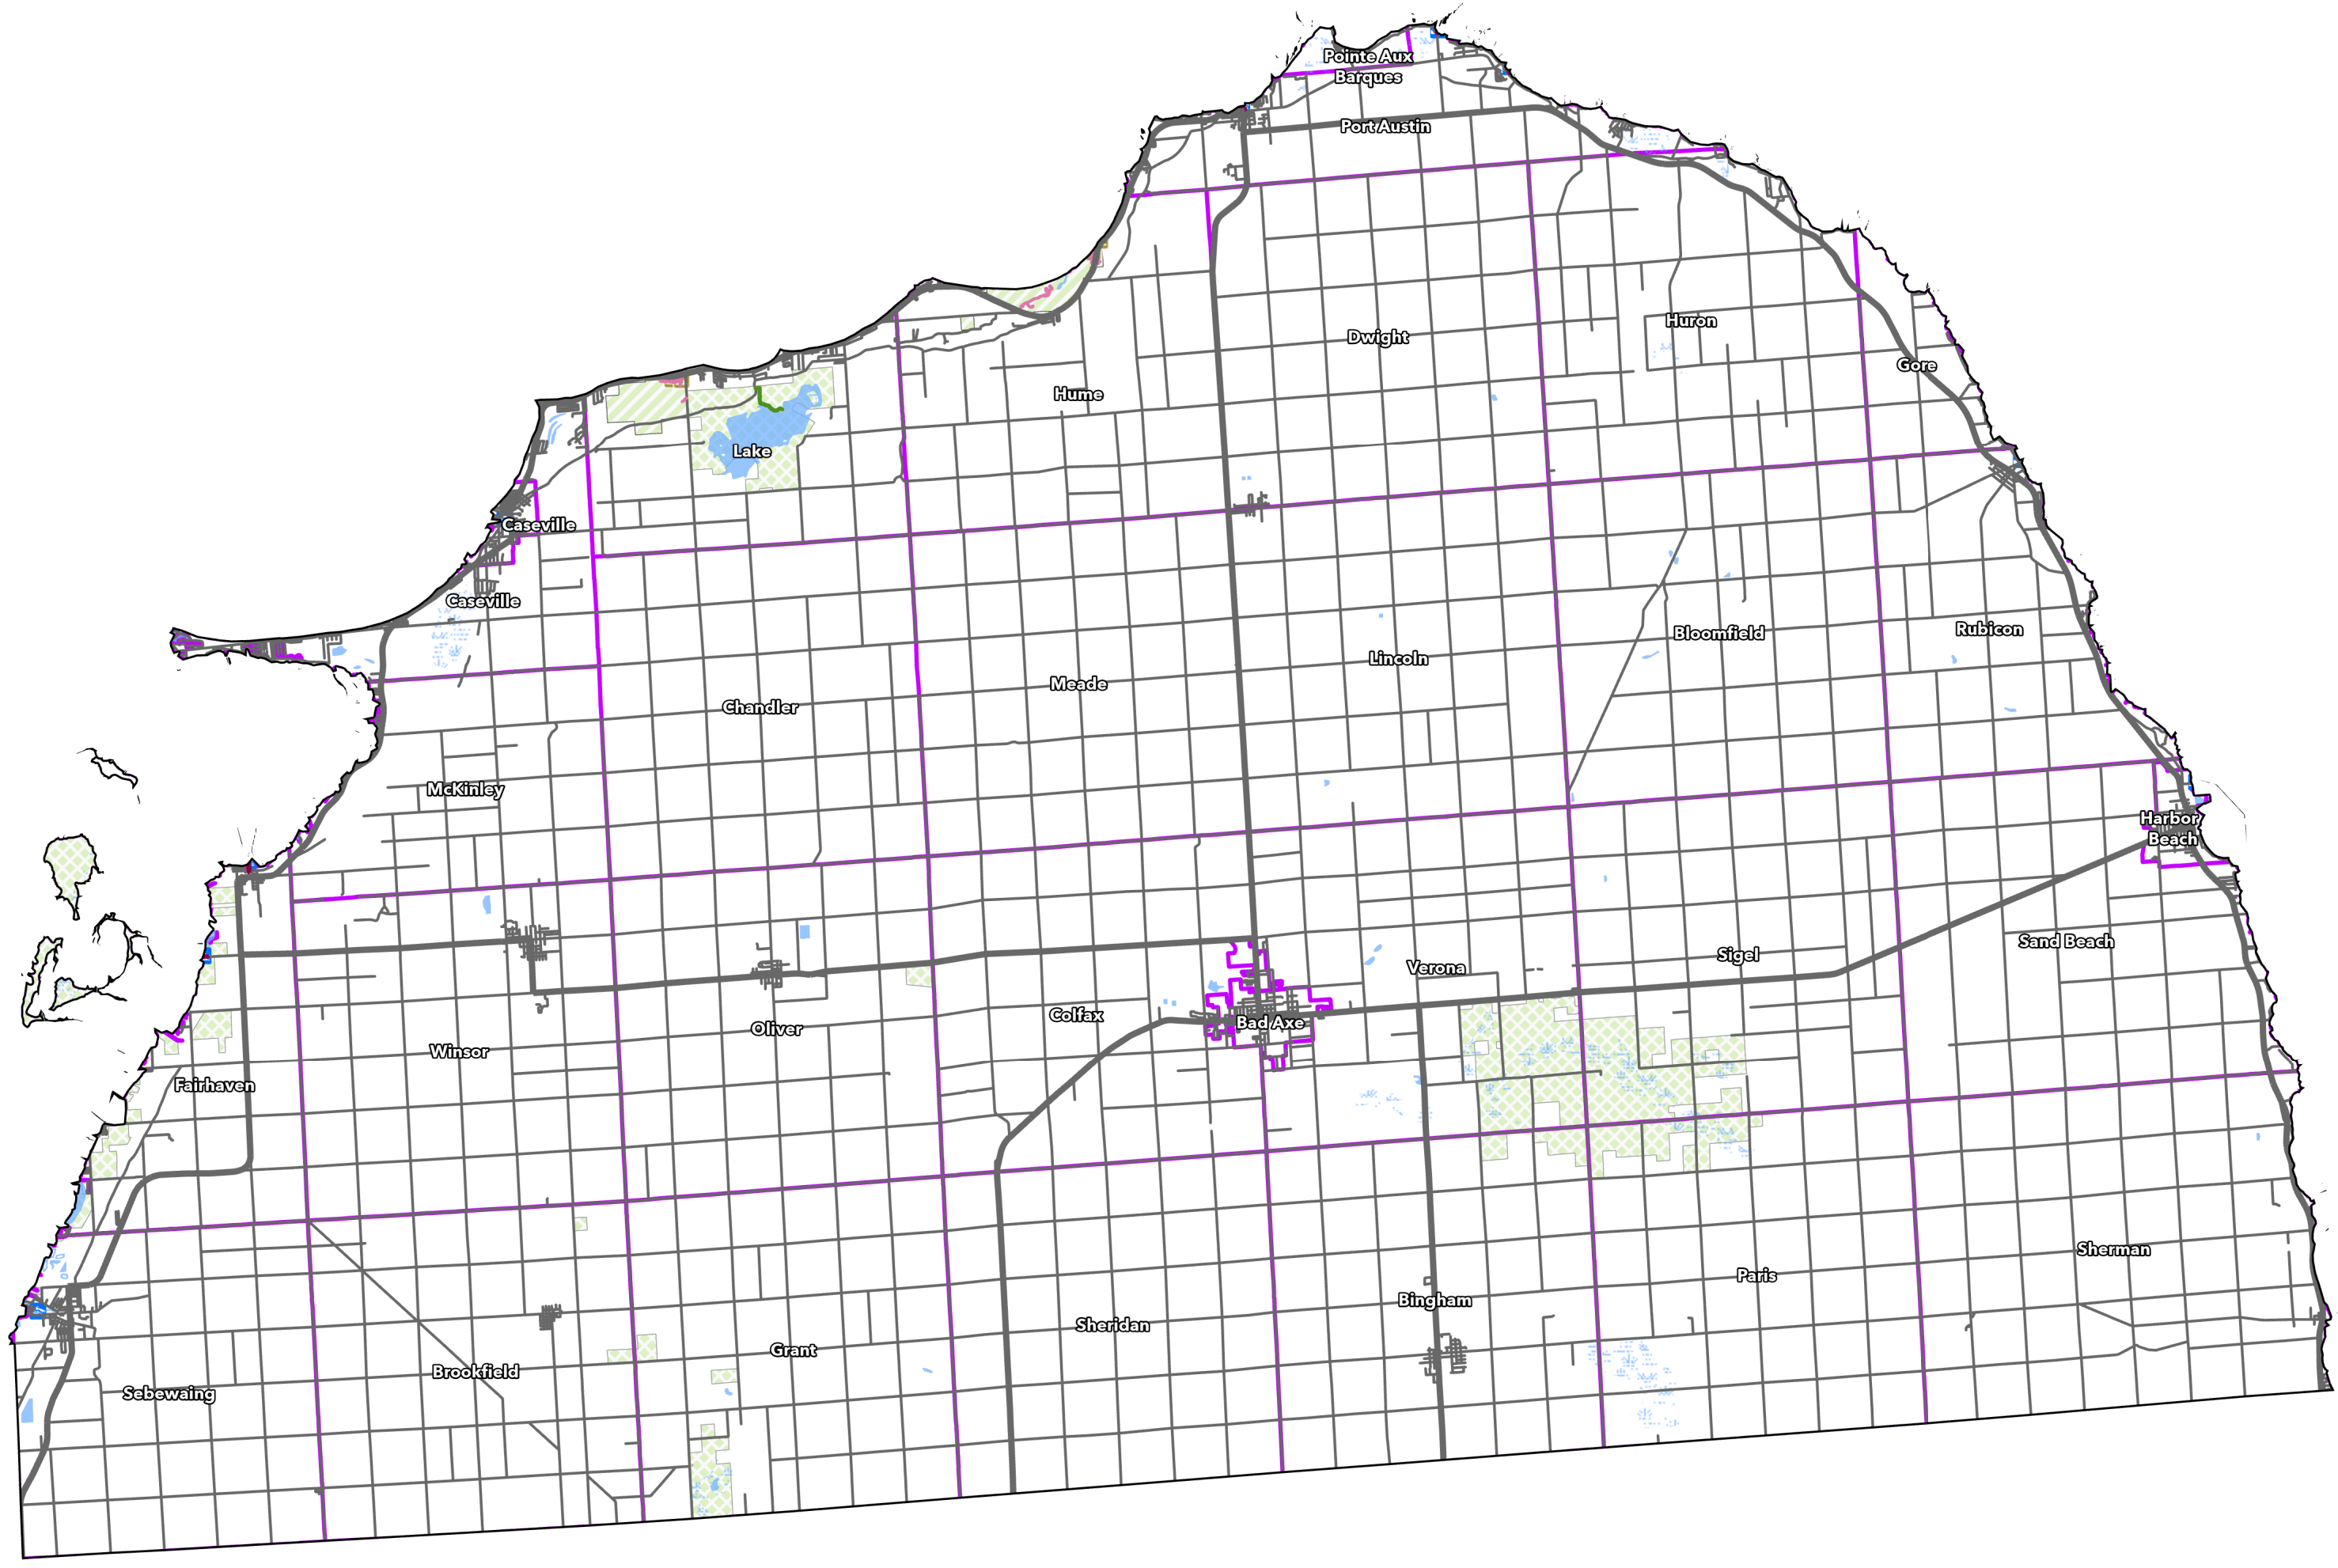 Pointe Aux
Barques
Port Austin
Huron
Dwight
Gore
Hume
Lake
Caseville
Caseville
Rubicon
Bloomfield
Lincoln
Meade
Chandler
McKinley
Harbor
Beach
Sand Beach
Sigel
Verona
Colfax
Bad Axe
Oliver
Winsor
Fairhaven
Sherman
Paris
Bingham
Sheridan
Grant
Brookfield
Sebewaing